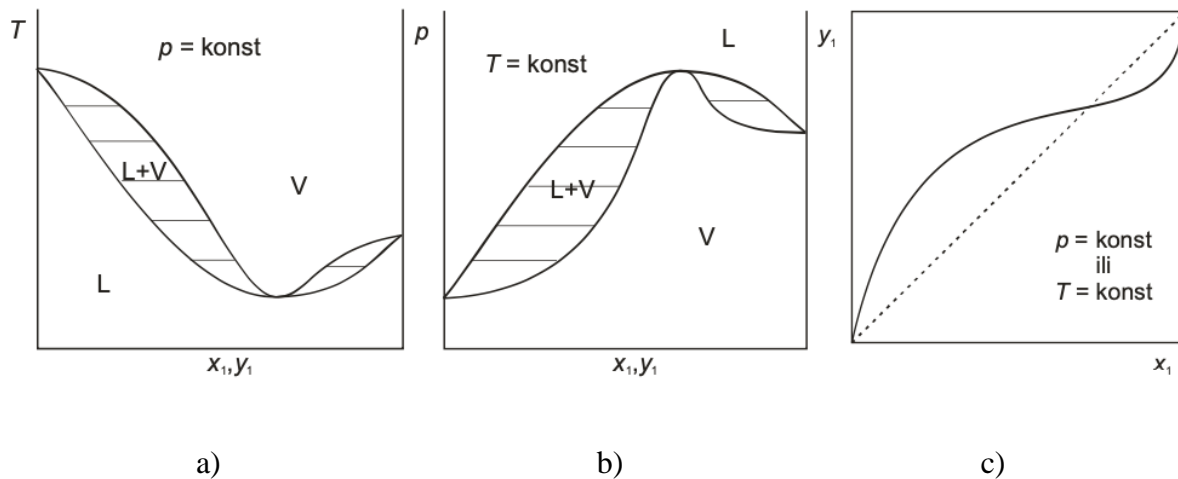 T
p = konst
L+V
V
L
x₁,y₁
p
L
T = konst
L+V
V
x₁,y₁
y₁
p = konst
ili
T = konst
x₁
a)
b)
c)